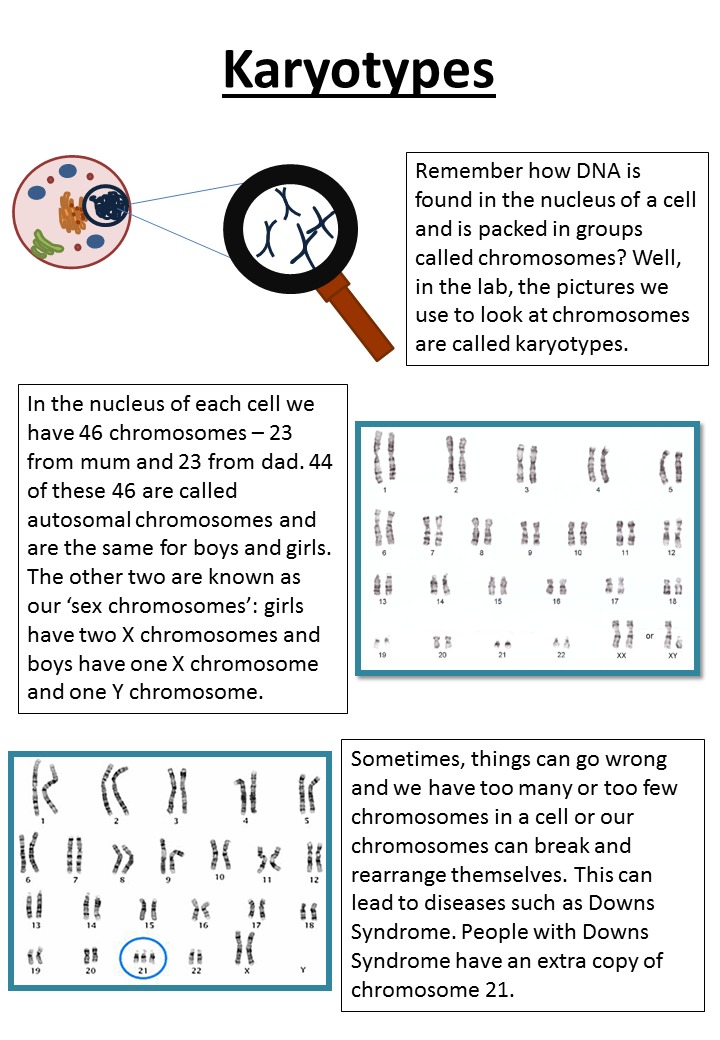 Karyotypes
Remember how DNA is
found in the nucleus of a cell
and is packed in groups
called chromosomes? Well,
in the lab, the pictures we
use to look at chromosomes
are called karyotypes.
In the nucleus of each cell we
have 46 chromosomes – 23
from mum and 23 from dad. 44
of these 46 are called
autosomal chromosomes and
are the same for boys and girls.
The other two are known as
our ‘sex chromosomes’: girls
have two X chromosomes and
boys have one X chromosome
and one Y chromosome.
1 2 3 4 5
6 7 8 9 10 11 12
13 14 15 16 17 18
19 20 21 22 XX or XY
1 2 3 4 5
6 7 8 9 10 11 12
13 14 15 16 17 18
19 20 21 22 X Y
Sometimes, things can go wrong
and we have too many or too few
chromosomes in a cell or our
chromosomes can break and
rearrange themselves. This can
lead to diseases such as Downs
Syndrome. People with Downs
Syndrome have an extra copy of
chromosome 21.